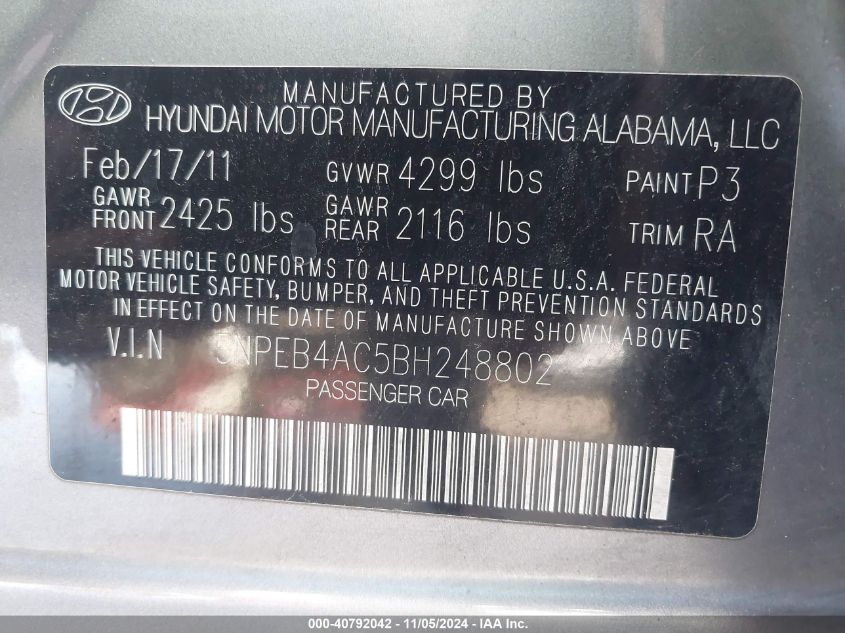 MANUFACTURED BY
HYUNDAI MOTOR MANUFACTURING ALABAMA, LLC
Feb/17/11 GVWR 4299 lbs PAINT P3
GAWR FRONT 2425 lbs GAWR REAR 2116 lbs TRIM RA
THIS VEHICLE CONFORMS TO ALL APPLICABLE U.S.A. FEDERAL
MOTOR VEHICLE SAFETY, BUMPER, AND THEFT PREVENTION STANDARDS
IN EFFECT ON THE DATE OF MANUFACTURE SHOWN ABOVE.
V.I.N 5NPEB4AC5BH248802
PASSENGER CAR
000-40792042 - 11/05/2024 - IAA Inc.